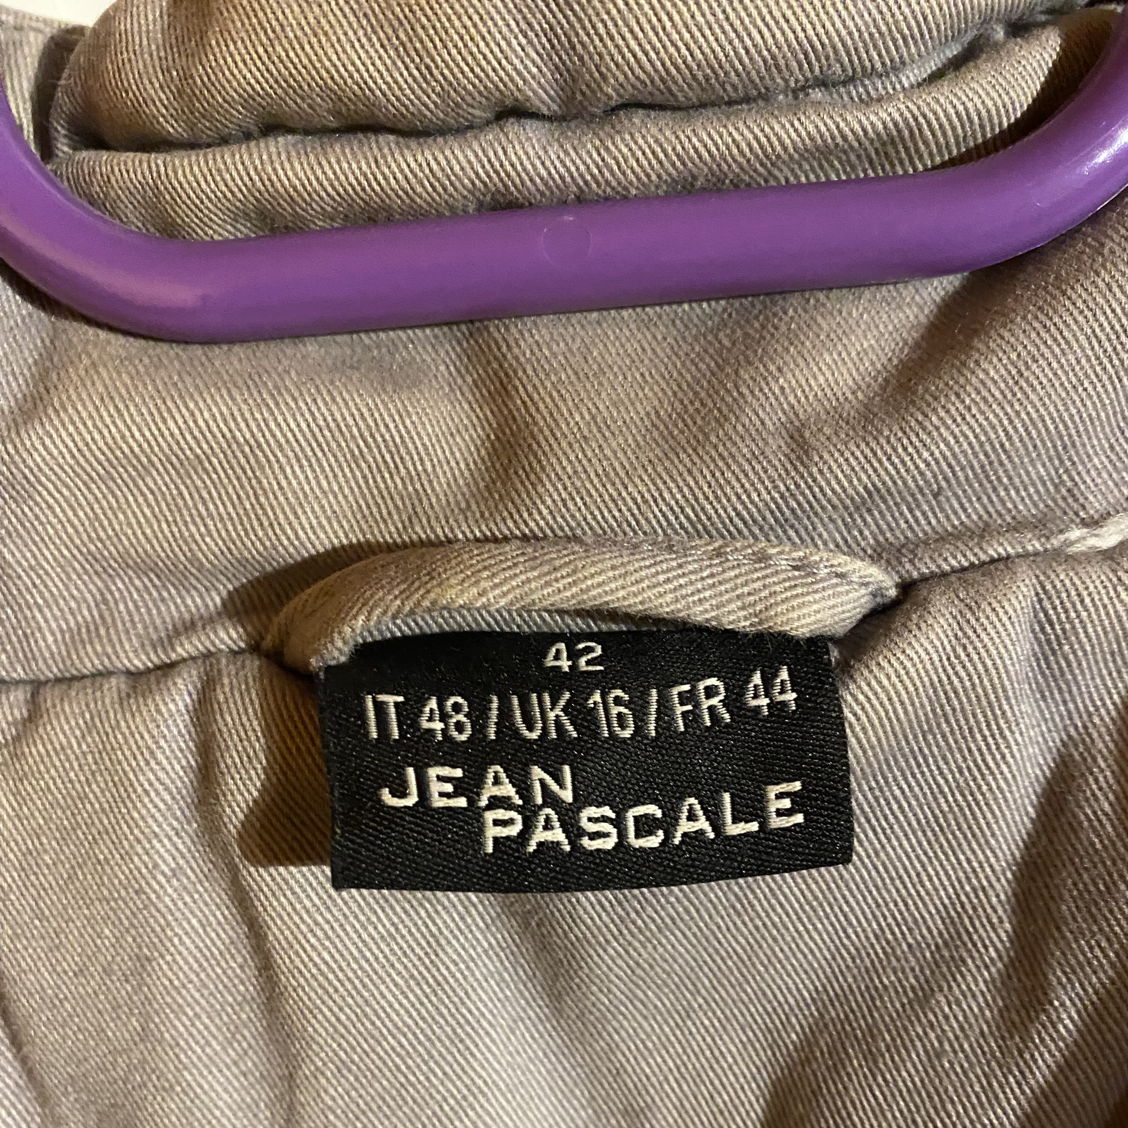 42
IT 48 / UK 16 / FR 44
JEAN
PASCALE